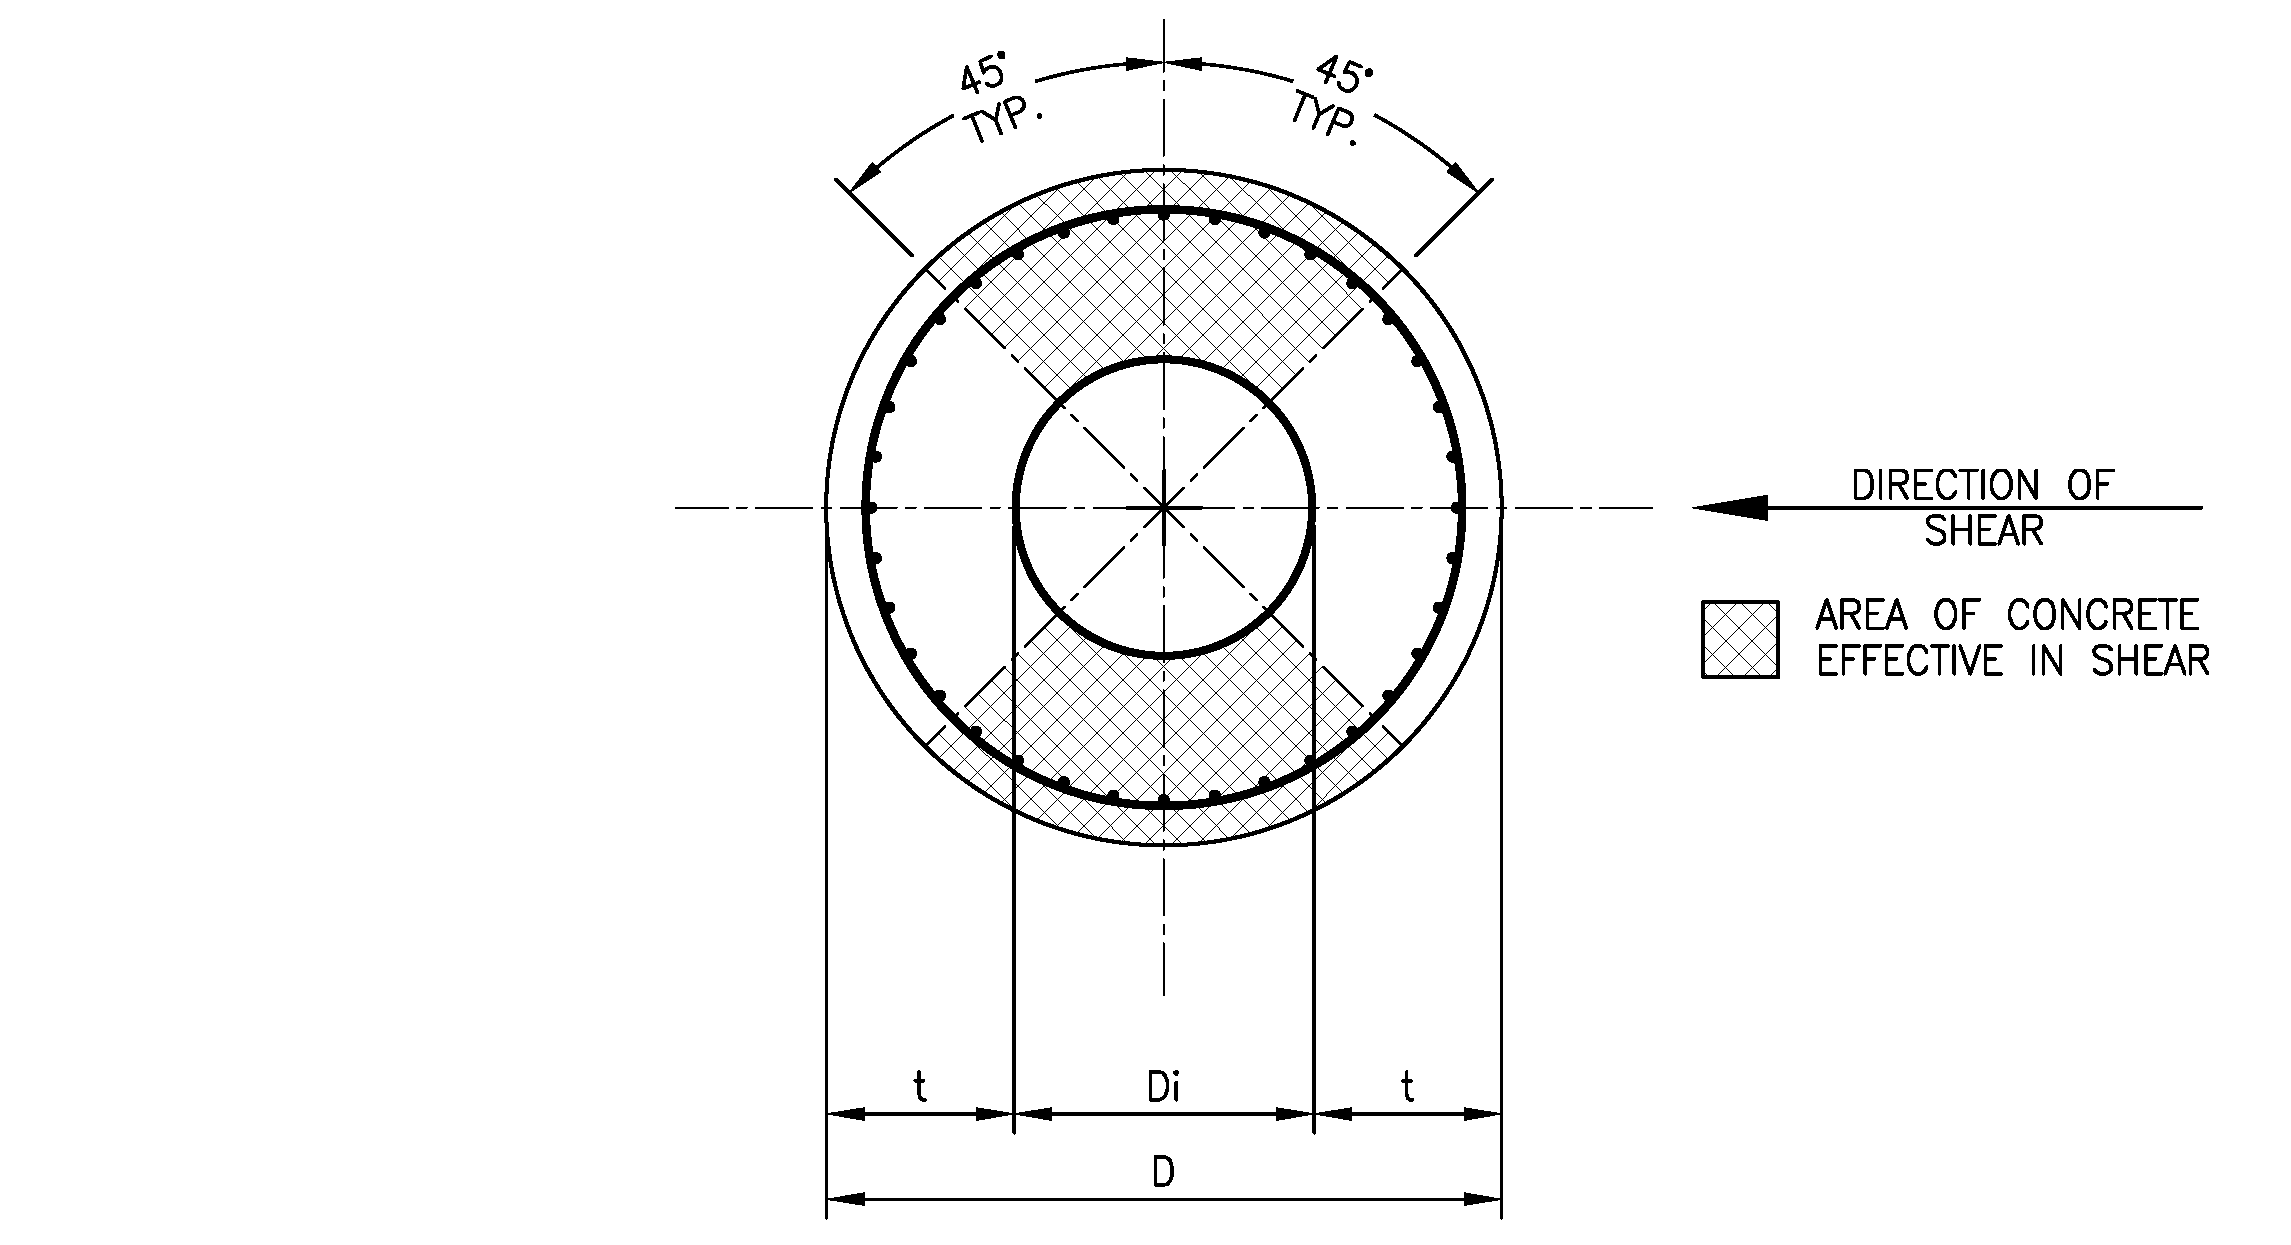 45°
TYP.
45°
TYP.
DIRECTION OF
SHEAR
AREA OF CONCRETE
EFFECTIVE IN SHEAR
t
Di
t
D